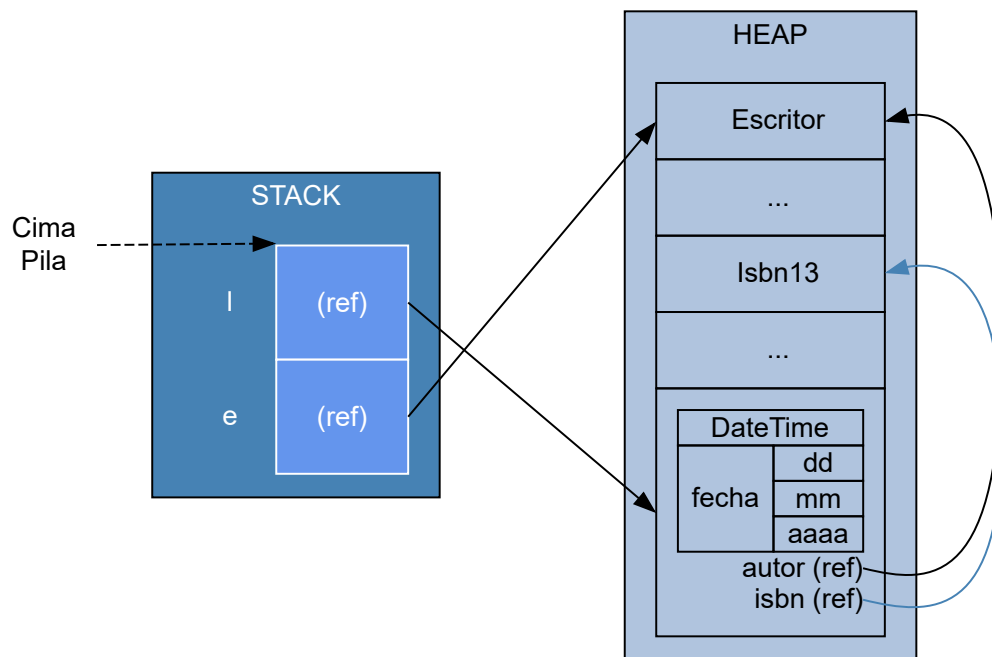 HEAP
Escritor
...
Isbn13
...
DateTime
fecha
dd
mm
aaaa
autor (ref)
isbn (ref)
STACK
Cima
Pila
l
(ref)
e
(ref)